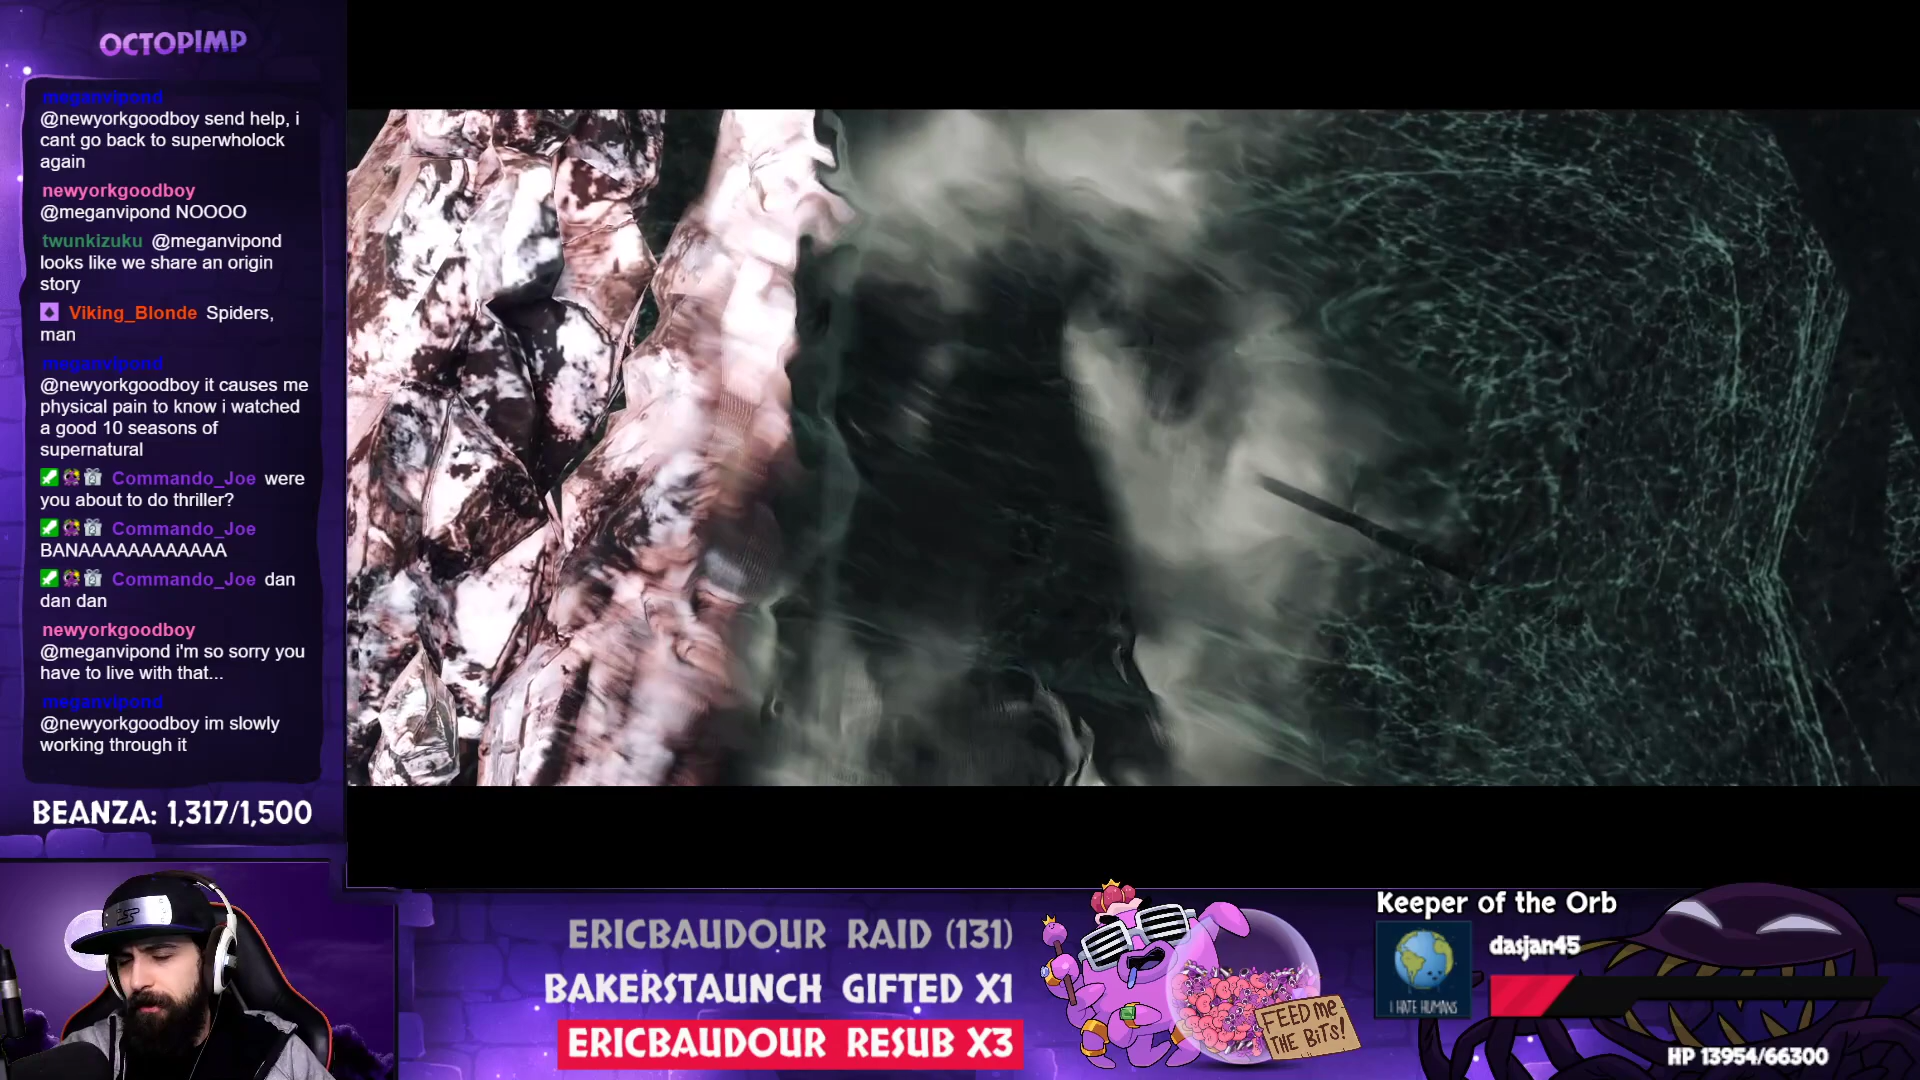 OCTOPIMP
meganvipond
@newyorkgoodboy send help, i
cant go back to superwholock
again
newyorkgoodboy
@meganvipond NOOOO
twunkizuku @meganvipond
looks like we share an origin
story
Viking_Blonde Spiders,
man
meganvipond
@newyorkgoodboy it causes me
physical pain to know i watched
a good 10 seasons of
supernatural
Commando_Joe were
you about to do thriller?
Commando_Joe
BANAAAAAAAAAAAA
Commando_Joe dan
dan dan
newyorkgoodboy
@meganvipond i'm so sorry you
have to live with that...
meganvipond
@newyorkgoodboy im slowly
working through it
BEANZA: 1,317/1,500
ERICBAUDOUR RAID (131)
BAKERSTAUNCH GIFTED X1
ERICBAUDOUR RESUB X3
FEED ME
THE BITS!
Keeper of the Orb
dasjan45
I HATE HUMANS
HP 13954/66300